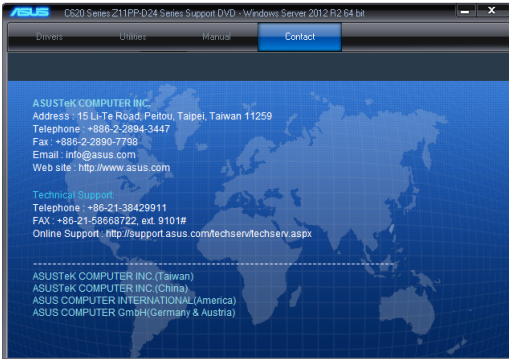 ASUS C620 Series Z11PP-D24 Series Support DVD - Windows Server 2012 R2 64 bit
Drivers Utilities Manual Contact
ASUSTeK COMPUTER INC.
Address : 15 Li-Te Road, Peitou, Taipei, Taiwan 11259
Telephone : +886-2-2894-3447
Fax : +886-2-2890-7798
Email : info@asus.com
Web site : http://www.asus.com
Technical Support
Telephone : +86-21-38429911
FAX : +86-21-58668722, ext. 9101#
Online Support : http://support.asus.com/techserv/techserv.aspx
ASUSTeK COMPUTER INC.(Taiwan)
ASUSTeK COMPUTER INC.(China)
ASUS COMPUTER INTERNATIONAL(America)
ASUS COMPUTER GmbH(Germany & Austria)